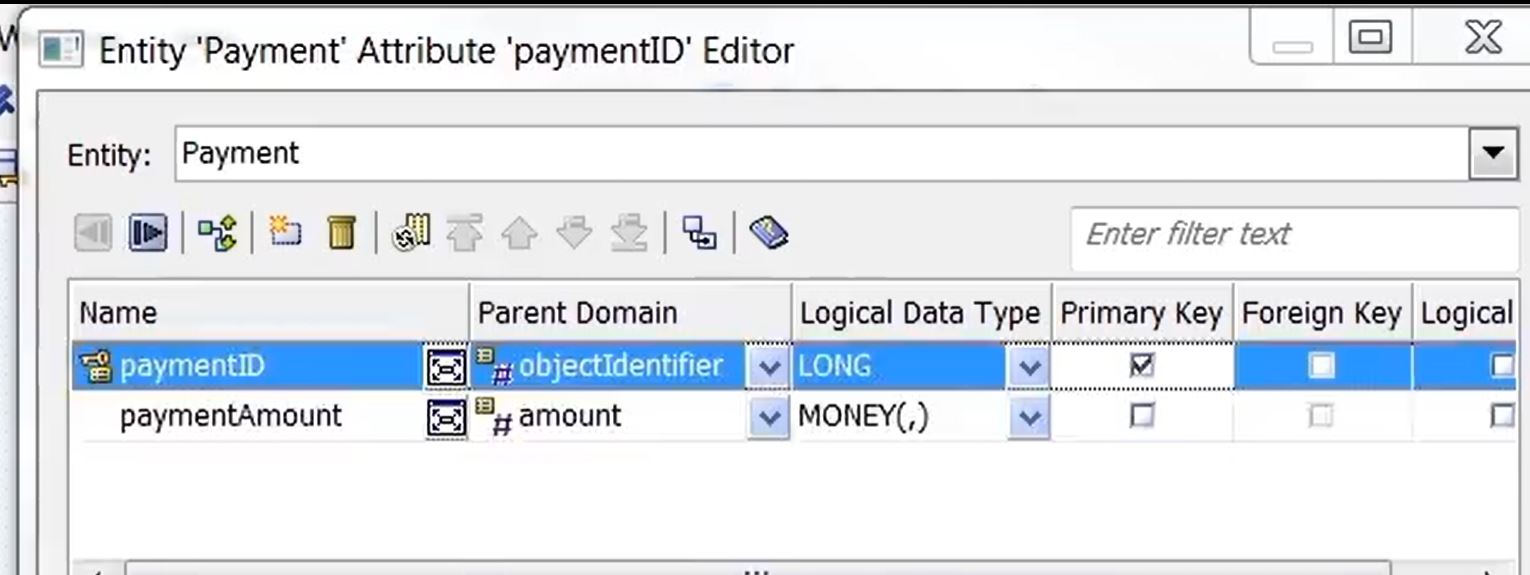 Entity 'Payment' Attribute 'paymentID' Editor
Entity: Payment
Enter filter text
Name Parent Domain Logical Data Type Primary Key Foreign Key Logical
paymentID objectIdentifier LONG
paymentAmount amount MONEY(,)